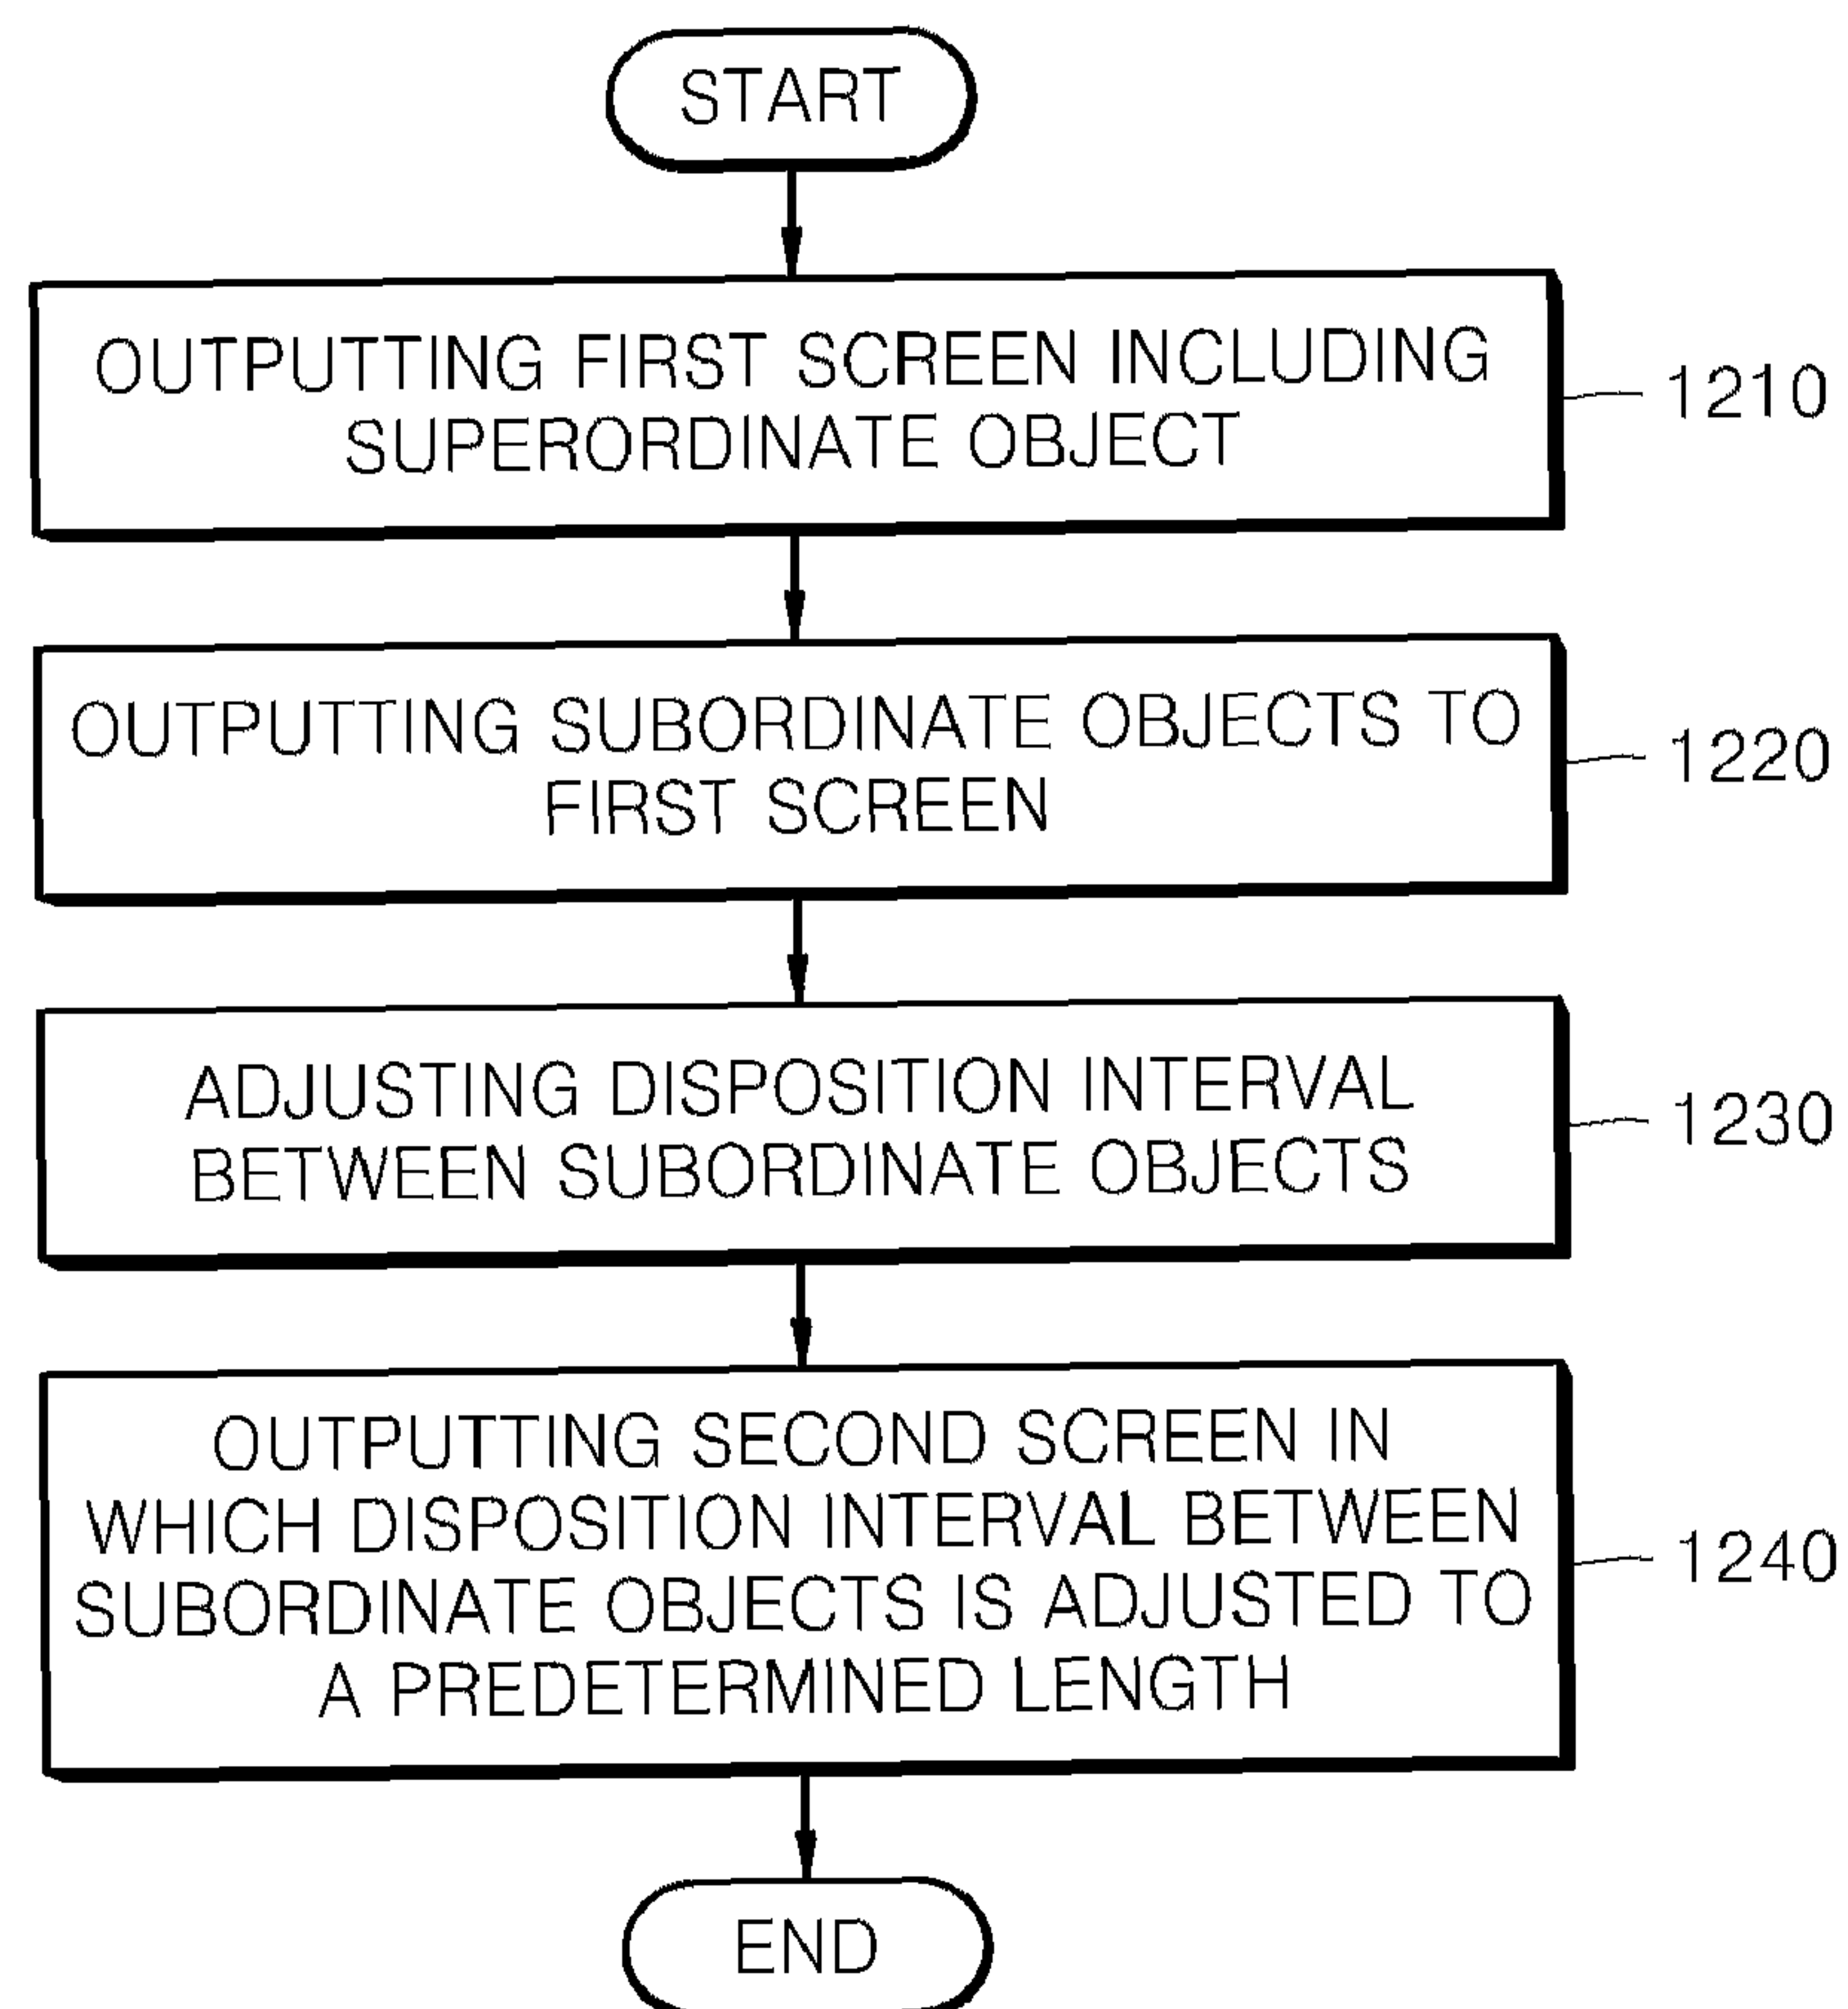 START
OUTPUTTING FIRST SCREEN INCLUDING
SUPERORDINATE OBJECT
1210
OUTPUTTING SUBORDINATE OBJECTS TO
FIRST SCREEN
1220
ADJUSTING DISPOSITION INTERVAL
BETWEEN SUBORDINATE OBJECTS
1230
OUTPUTTING SECOND SCREEN IN
WHICH DISPOSITION INTERVAL BETWEEN
SUBORDINATE OBJECTS IS ADJUSTED TO
A PREDETERMINED LENGTH
1240
END